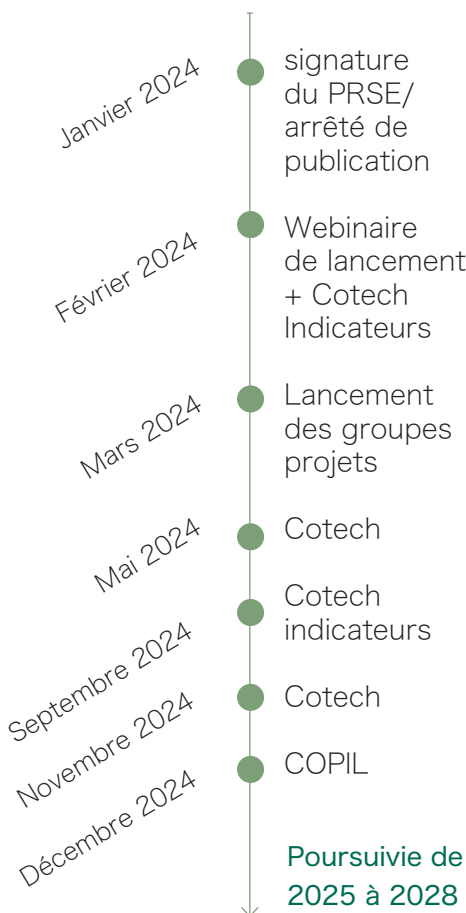 Janvier 2024
signature
du PRSE/
arrêté de
publication
Février 2024
Webinaire
de lancement
+ Cotech
Indicateurs
Mars 2024
Lancement
des groupes
projets
Mai 2024
Cotech
Septembre 2024
Cotech
indicateurs
Novembre 2024
Cotech
Décembre 2024
COPIL
Poursuivie de
2025 à 2028